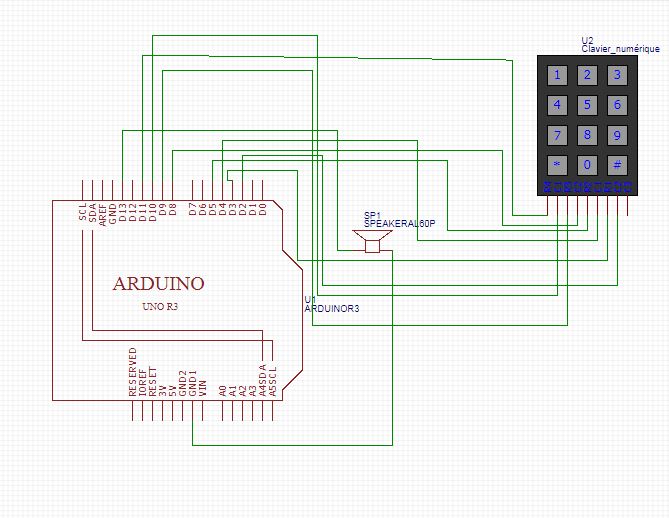 U2
Clavier_numérique
1 2 3
4 5 6
7 8 9
* 0 #
SCL
SDA
AREF
GND
D13
D12
D11
D10
D9
D8
D7
D6
D5
D4
D3
D2
D1
D0
SP1
SPEAKERAL60P
ARDUINO
UNO R3
U1
ARDUINOR3
RESERVED
IOREF
RESET
3V
5V
GND2
GND1
VIN
A0
A1
A2
A3
A4SDA
A5SCL